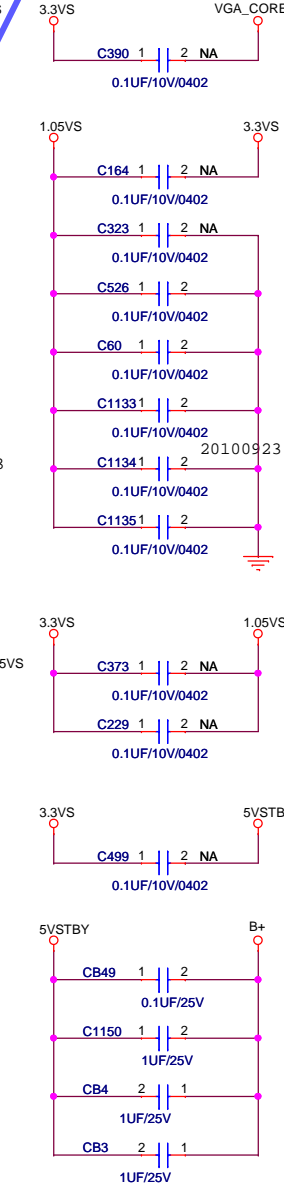 3.3VS VGA_CORE
C390 1 2 NA
0.1UF/10V/0402
1.05VS 3.3VS
C164 1 2 NA
0.1UF/10V/0402
C323 1 2 NA
0.1UF/10V/0402
C526 1 2
0.1UF/10V/0402
C60 1 2
0.1UF/10V/0402
C1133 1 2
0.1UF/10V/0402
20100923
C1134 1 2
0.1UF/10V/0402
C1135 1 2
0.1UF/10V/0402
3.3VS 1.05VS
5VS
C373 1 2 NA
0.1UF/10V/0402
C229 1 2 NA
0.1UF/10V/0402
3.3VS 5VSTB
C499 1 2 NA
0.1UF/10V/0402
5VSTBY B+
CB49 1 2
0.1UF/25V
C1150 1 2
1UF/25V
CB4 2 1
1UF/25V
CB3 2 1
1UF/25V